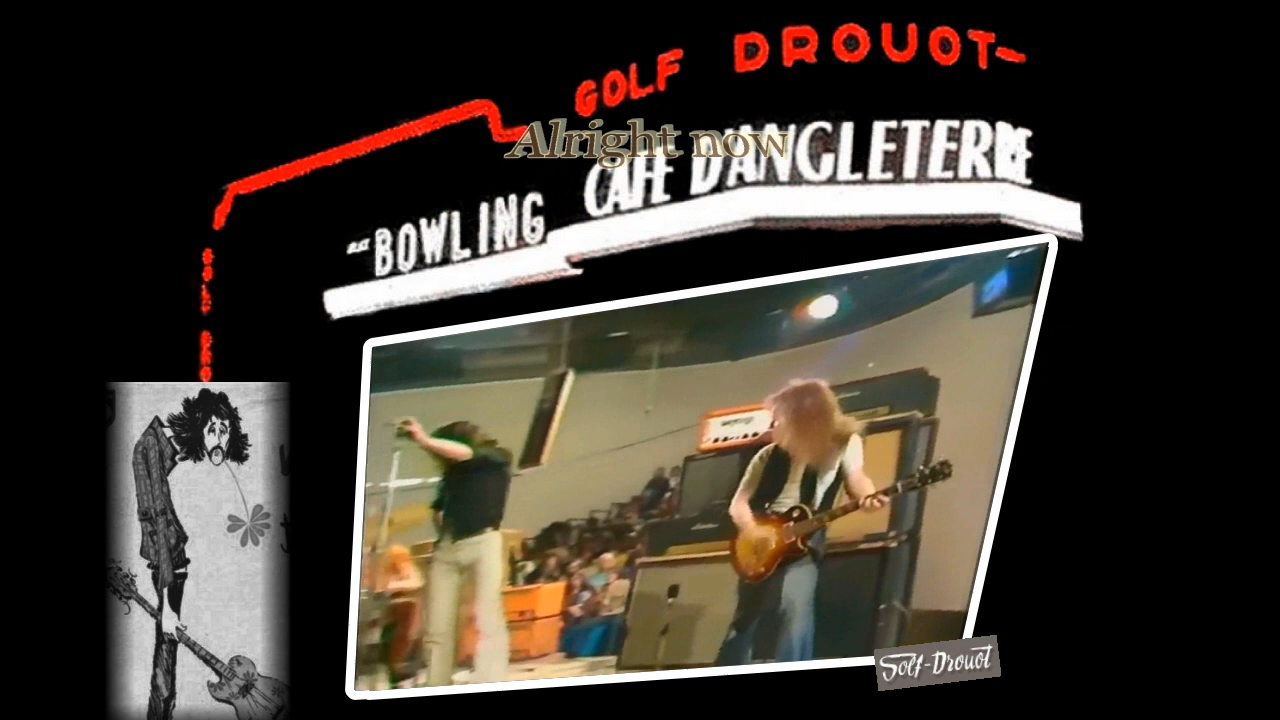 GOLF DROUOT
Alright now
CAFE D'ANGLETERRE
BOWLING
Golf-Drouot